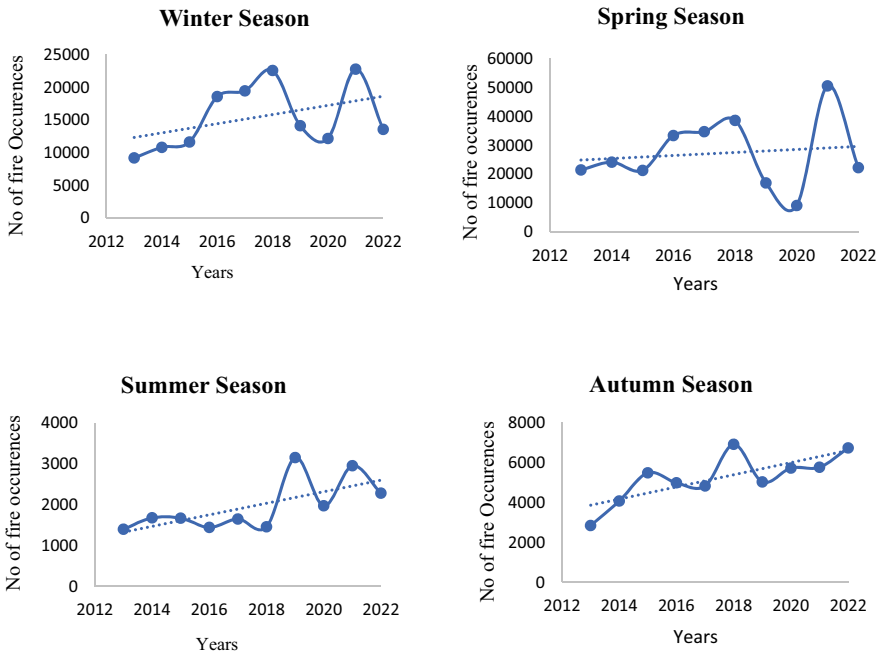 Winter Season
No of fire Occurences
25000
20000
15000
10000
5000
0
2012 2014 2016 2018 2020 2022
Years
Spring Season
No of fire occurences
60000
50000
40000
30000
20000
10000
0
2012 2014 2016 2018 2020 2022
Years
Summer Season
No of fire occurences
4000
3000
2000
1000
0
2012 2014 2016 2018 2020 2022
Years
Autumn Season
No of fire Occurences
8000
6000
4000
2000
0
2012 2014 2016 2018 2020 2022
Years